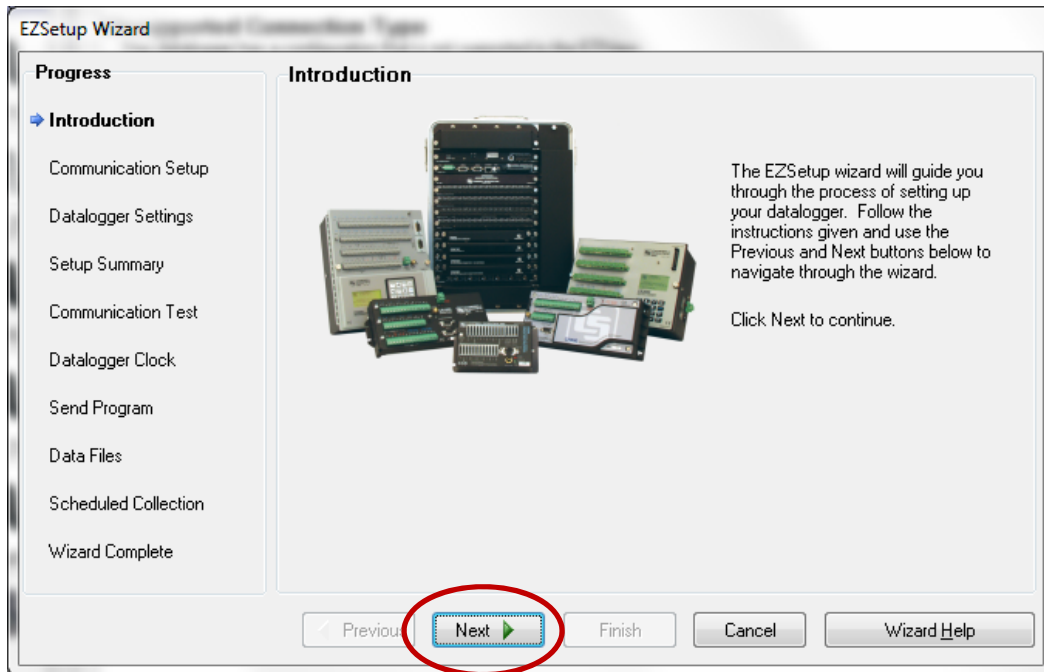 EZSetup Wizard
Progress
Introduction
Communication Setup
Datalogger Settings
Setup Summary
Communication Test
Datalogger Clock
Send Program
Data Files
Scheduled Collection
Wizard Complete
Introduction
The EZSetup wizard will guide you
through the process of setting up
your datalogger. Follow the
instructions given and use the
Previous and Next buttons below to
navigate through the wizard.
Click Next to continue.
Previous
Next
Finish
Cancel
Wizard Help